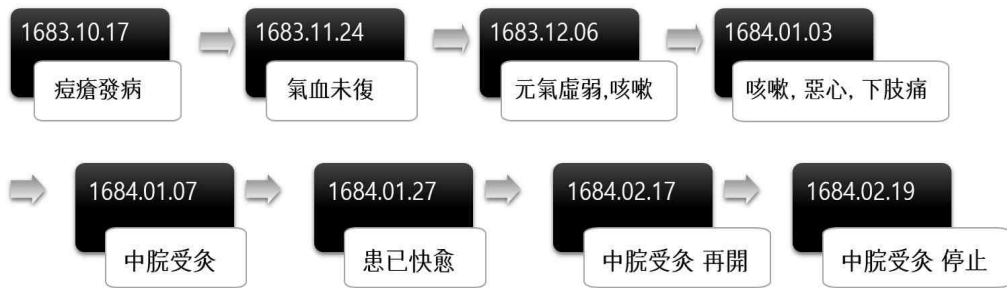 1683.10.17
痘瘡發病
1683.11.24
氣血未復
1683.12.06
元氣虛弱,咳嗽
1684.01.03
咳嗽, 惡心, 下肢痛
1684.01.07
中脘受灸
1684.01.27
患已快愈
1684.02.17
中脘受灸 再開
1684.02.19
中脘受灸 停止